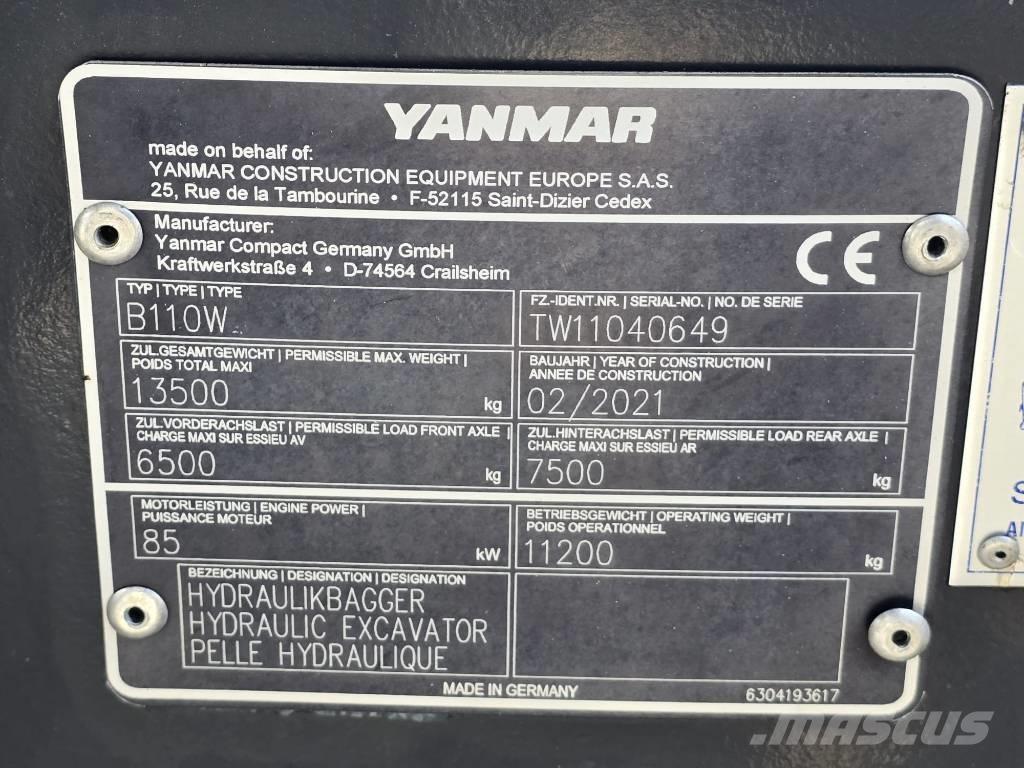 YANMAR
made on behalf of:
YANMAR CONSTRUCTION EQUIPMENT EUROPE S.A.S.
25, Rue de la Tambourine • F-52115 Saint-Dizier Cedex
Manufacturer:
Yanmar Compact Germany GmbH
Kraftwerkstraße 4 • D-74564 Crailsheim
CE
TYP | TYPE | TYPE
B110W
FZ.-IDENT.NR. | SERIAL-NO. | NO. DE SERIE
TW11040649
ZUL.GESAMTGEWICHT | PERMISSIBLE MAX. WEIGHT |
POIDS TOTAL MAXI
13500 kg
BAUJAHR | YEAR OF CONSTRUCTION |
ANNEE DE CONSTRUCTION
02/2021
ZUL.VORDERACHSLAST | PERMISSIBLE LOAD FRONT AXLE |
CHARGE MAXI SUR ESSIEU AV
6500 kg
ZUL.HINTERACHSLAST | PERMISSIBLE LOAD REAR AXLE |
CHARGE MAXI SUR ESSIEU AR
7500 kg
MOTORLEISTUNG | ENGINE POWER |
PUISSANCE MOTEUR
85 kW
BETRIEBSGEWICHT | OPERATING WEIGHT |
POIDS OPERATIONNEL
11200 kg
BEZEICHNUNG | DESIGNATION | DESIGNATION
HYDRAULIKBAGGER
HYDRAULIC EXCAVATOR
PELLE HYDRAULIQUE
MADE IN GERMANY
6304193617
mascus